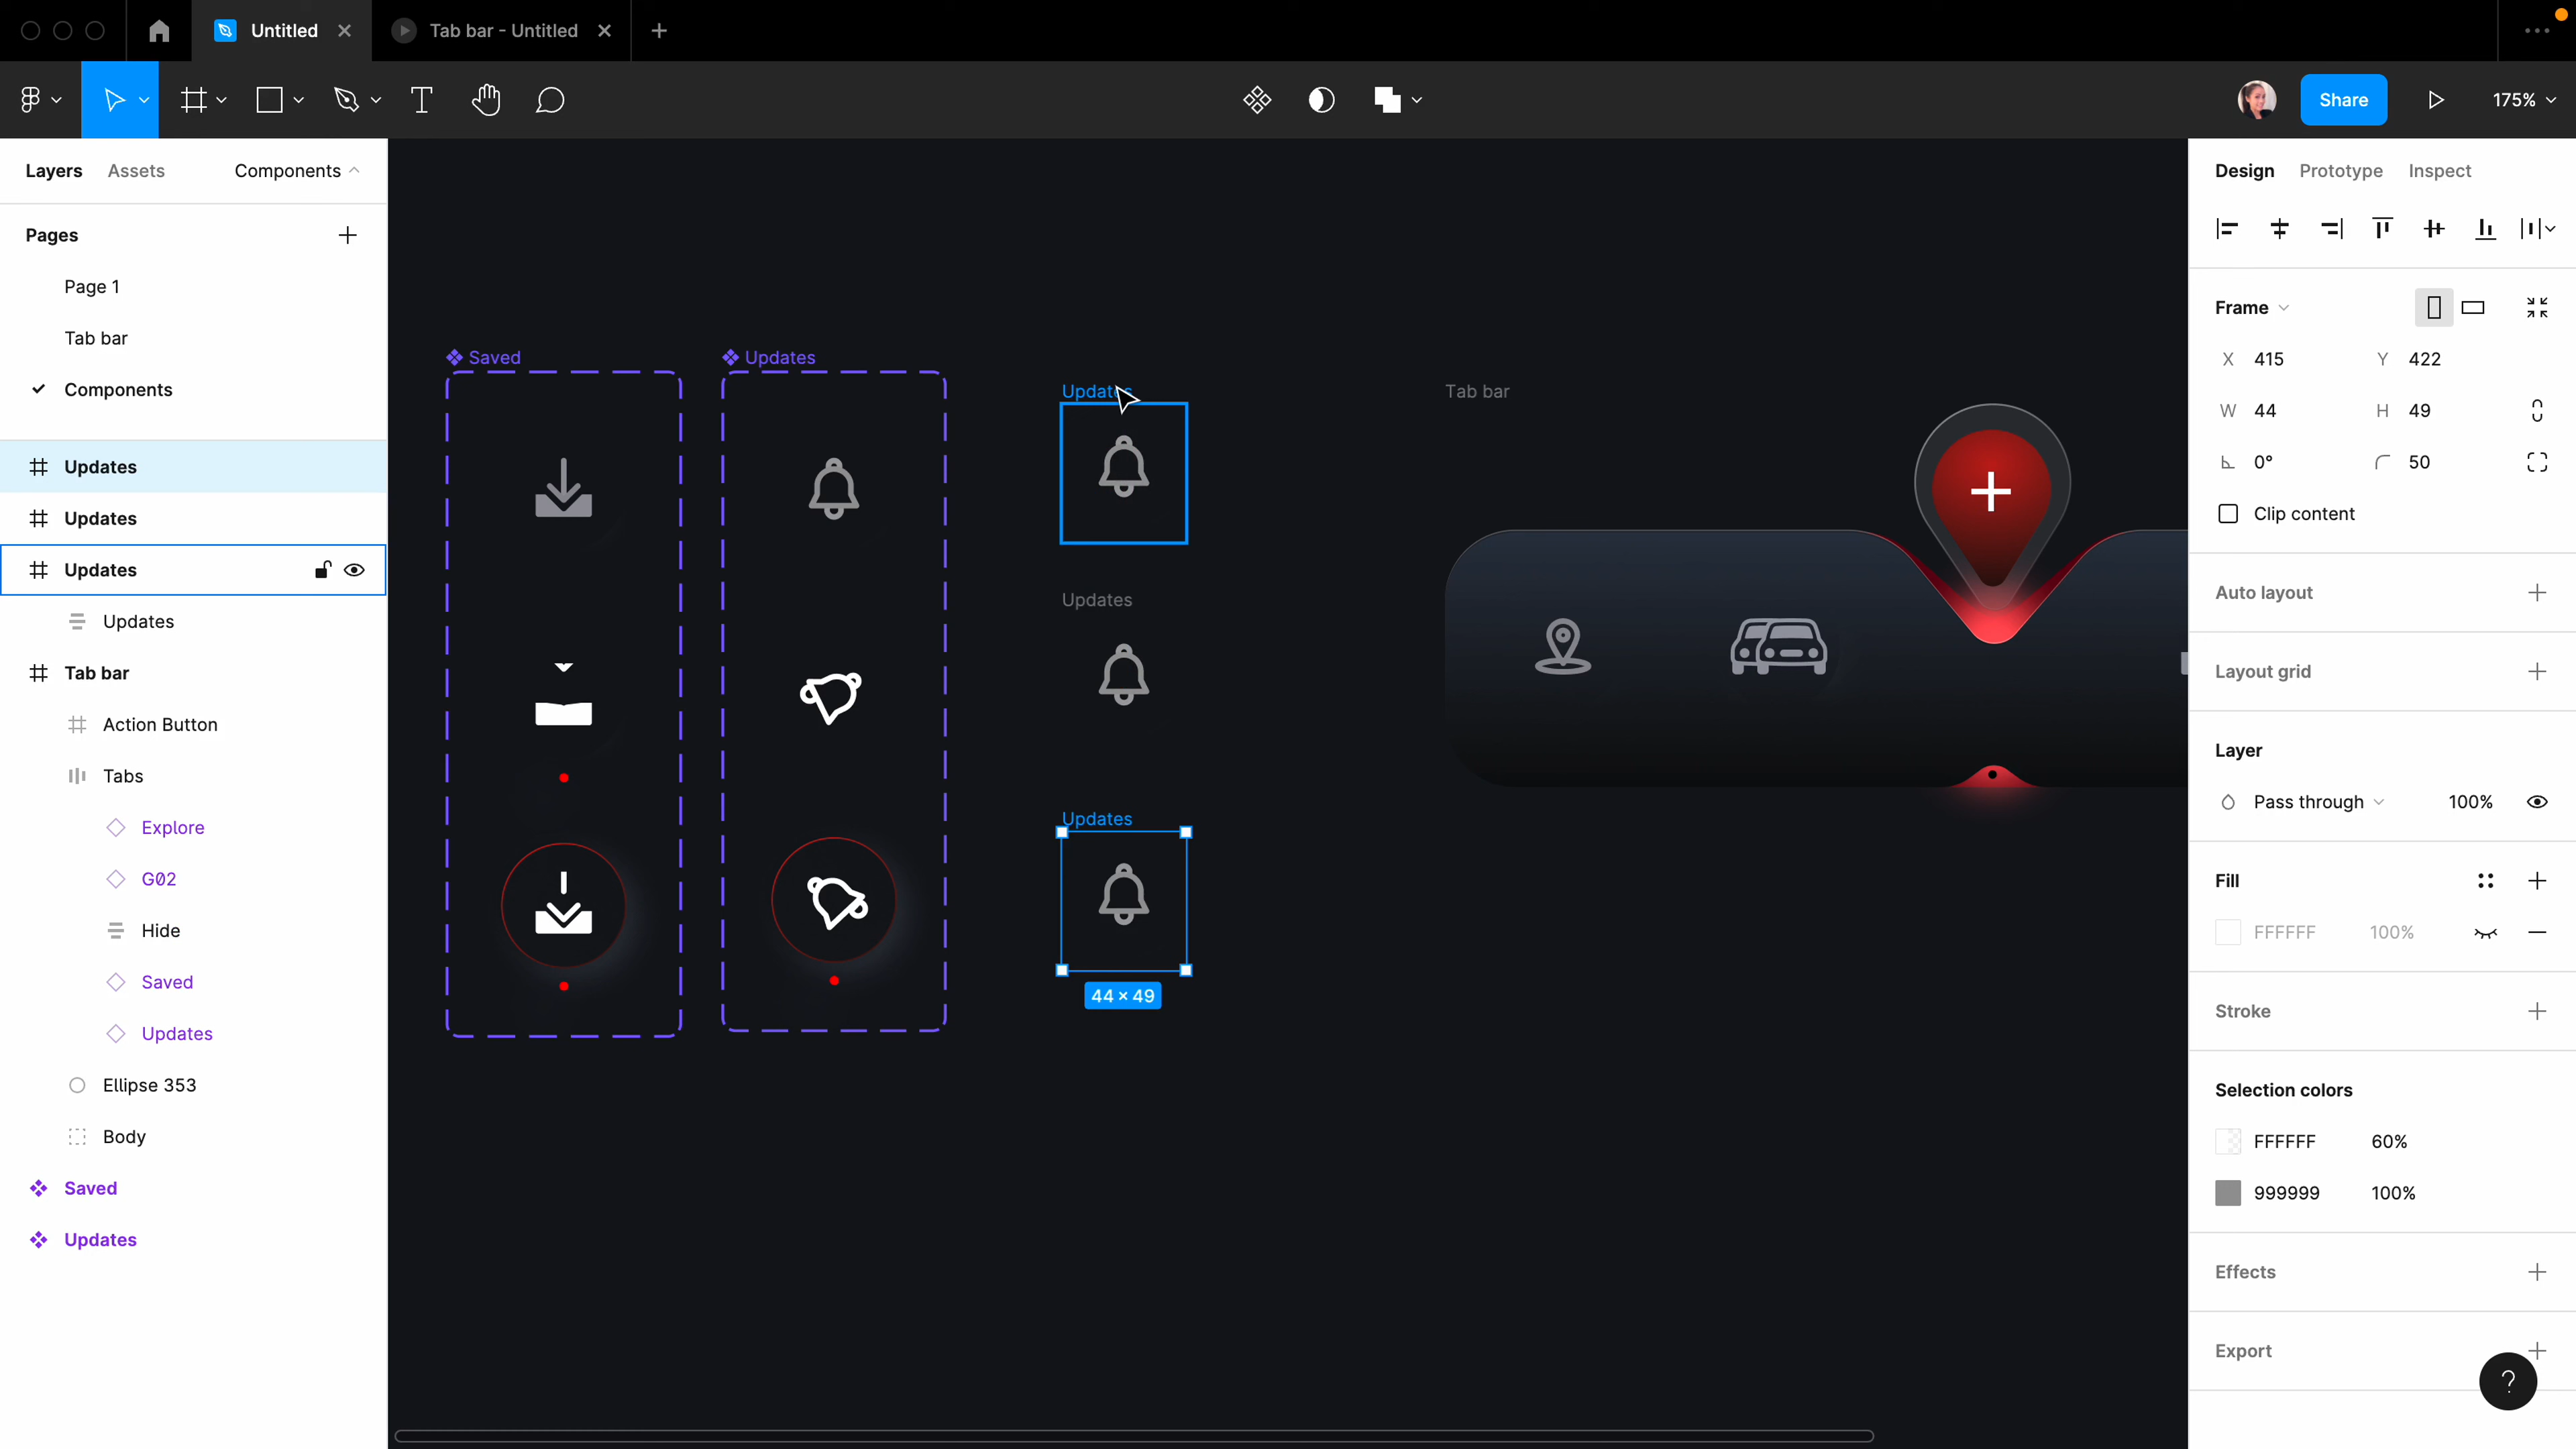 Untitled
Tab bar - Untitled
Share
175%
Layers
Assets
Components
Pages
Page 1
Tab bar
Components
Updates
Updates
Updates
Updates
Tab bar
Action Button
Tabs
Explore
G02
Hide
Saved
Updates
Ellipse 353
Body
Saved
Updates
Saved
Updates
Updates
Updates
Updates
44 × 49
Tab bar
Design
Prototype
Inspect
Frame
X 415
Y 422
W 44
H 49
0°
50
Clip content
Auto layout
Layout grid
Layer
Pass through
100%
Fill
FFFFFF
100%
Stroke
Selection colors
FFFFFF
60%
999999
100%
Effects
Export
?